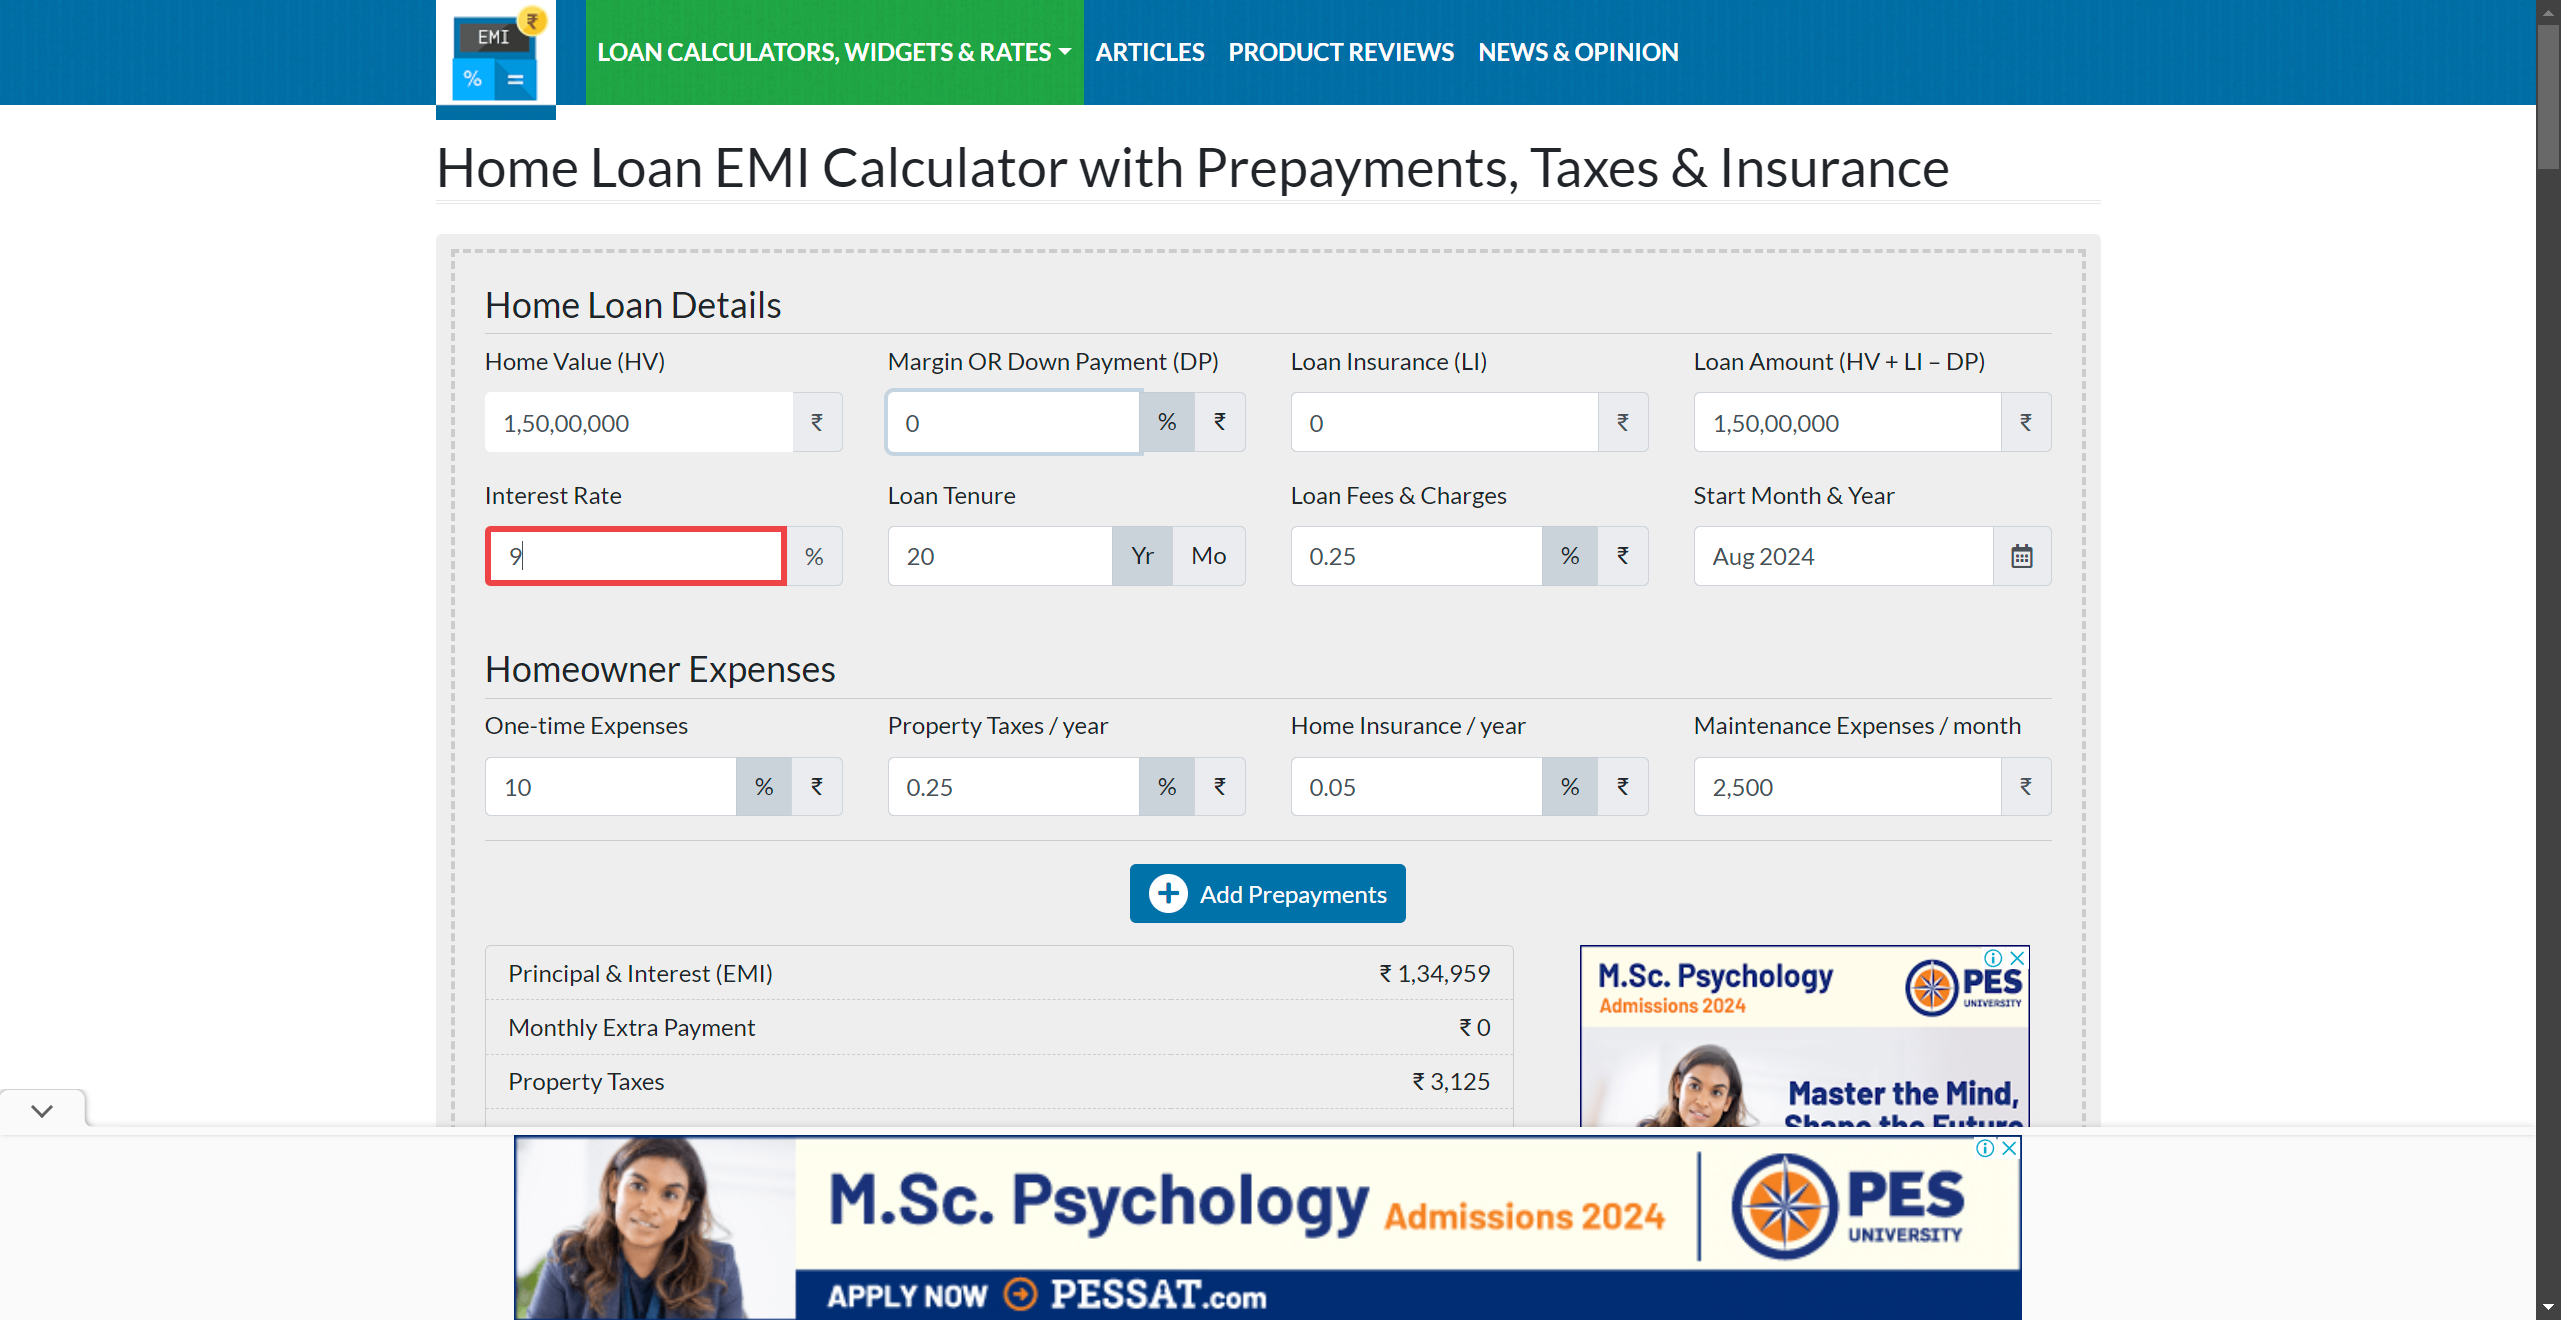 EMI
₹
%
=
LOAN CALCULATORS, WIDGETS & RATES
ARTICLES
PRODUCT REVIEWS
NEWS & OPINION
Home Loan EMI Calculator with Prepayments, Taxes & Insurance
Home Loan Details
Home Value (HV)
Margin OR Down Payment (DP)
Loan Insurance (LI)
Loan Amount (HV + LI – DP)
1,50,00,000 ₹
0 % ₹
0 ₹
1,50,00,000 ₹
Interest Rate
Loan Tenure
Loan Fees & Charges
Start Month & Year
9 %
20 Yr Mo
0.25 % ₹
Aug 2024
Homeowner Expenses
One-time Expenses
Property Taxes / year
Home Insurance / year
Maintenance Expenses / month
10 % ₹
0.25 % ₹
0.05 % ₹
2,500 ₹
Add Prepayments
Principal & Interest (EMI) ₹ 1,34,959
Monthly Extra Payment ₹ 0
Property Taxes ₹ 3,125
M.Sc. Psychology
Admissions 2024
PES
UNIVERSITY
Master the Mind,
Shape the Future
M.Sc. Psychology Admissions 2024
PES
UNIVERSITY
APPLY NOW PESSAT.com